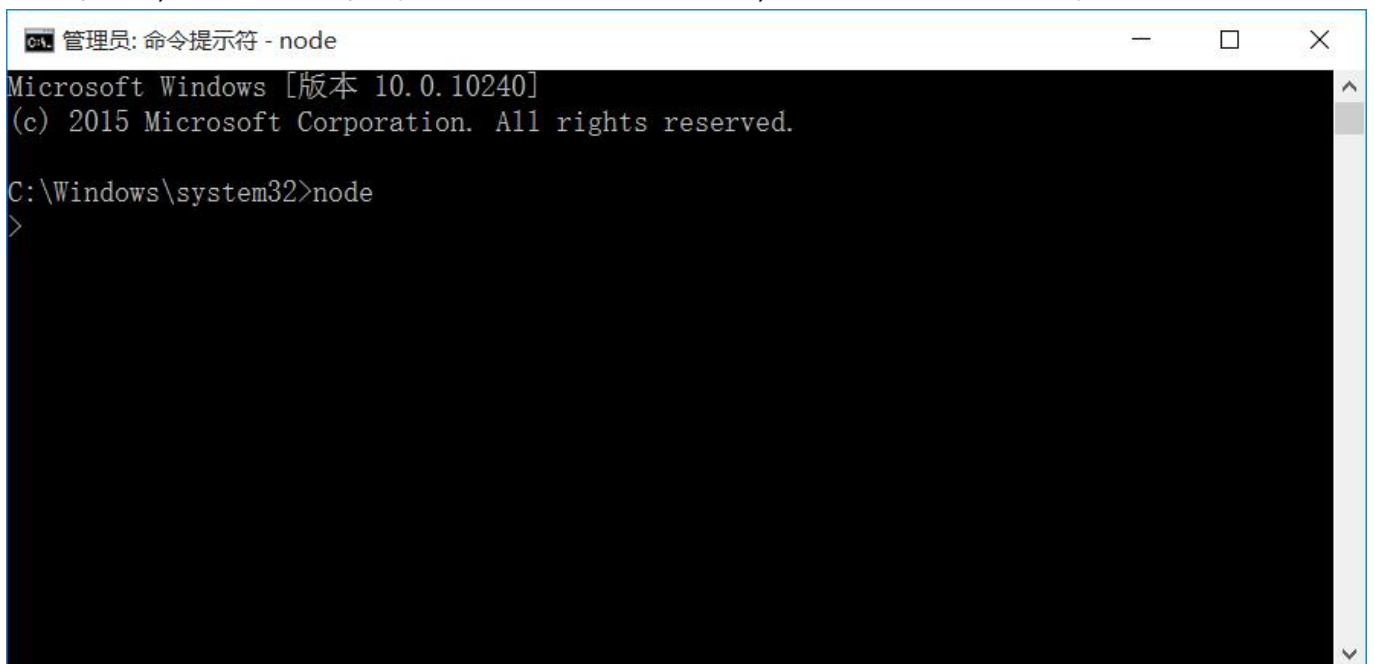 管理员: 命令提示符 - node
Microsoft Windows [版本 10.0.10240]
(c) 2015 Microsoft Corporation. All rights reserved.
C:\Windows\system32>node
>